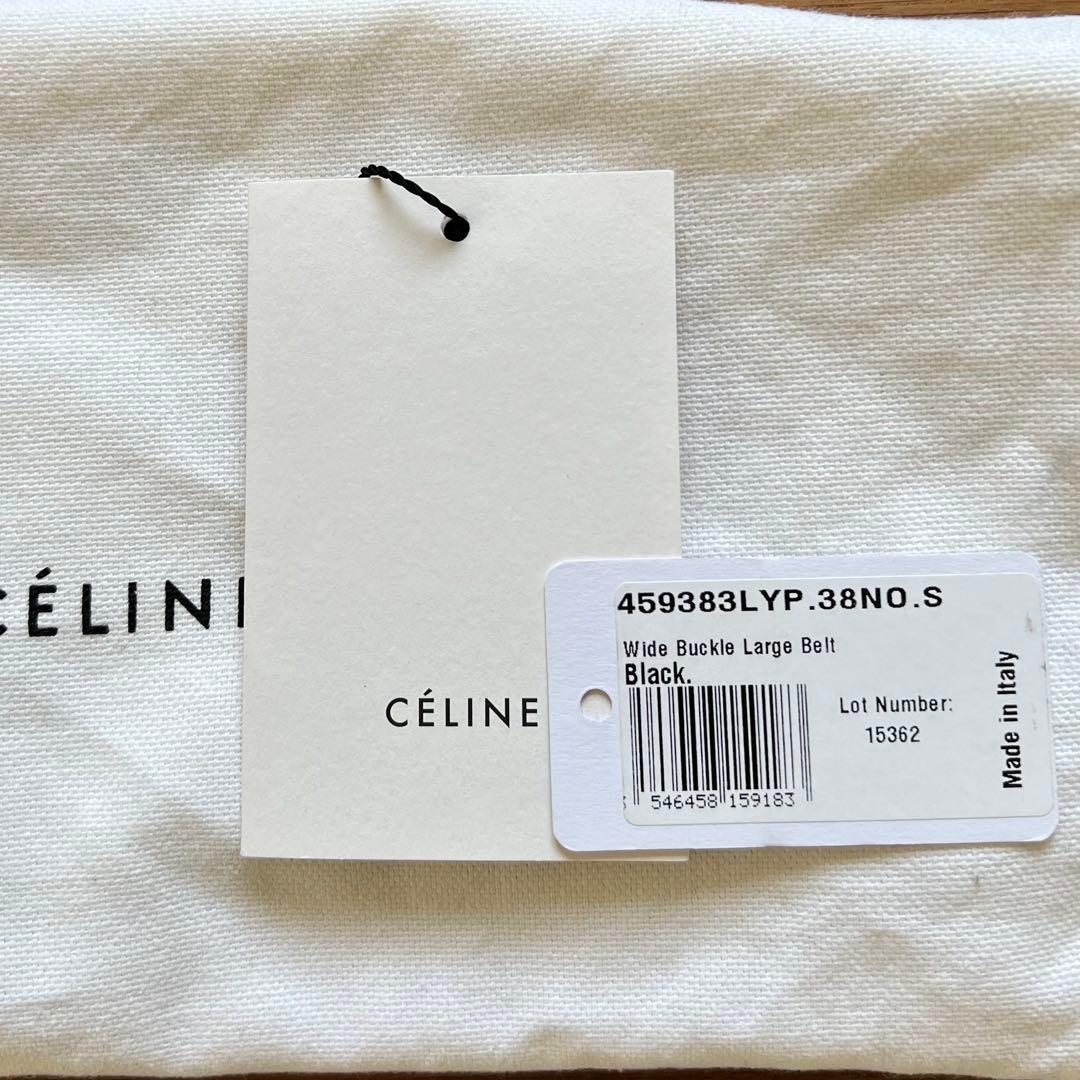 CÉLINE
CÉLINE
459383LYP.38NO.S
Wide Buckle Large Belt
Black.
Lot Number:
15362
546458 159183
Made in Italy